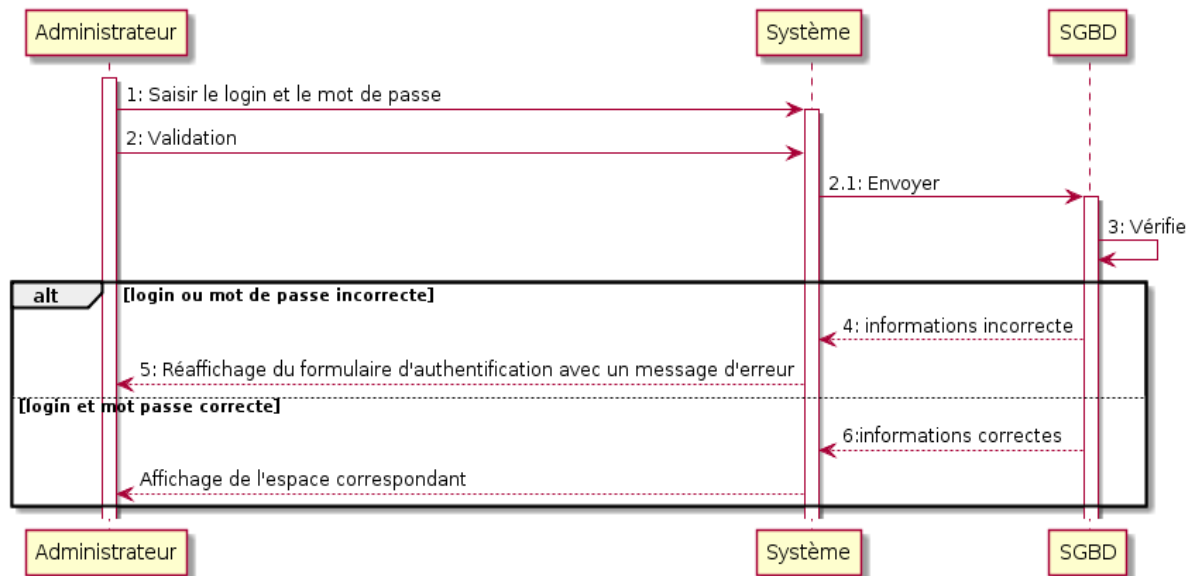 Administrateur
Système
SGBD
1: Saisir le login et le mot de passe
2: Validation
2.1: Envoyer
3: Vérifie
alt
[login ou mot de passe incorrecte]
4: informations incorrecte
5: Réaffichage du formulaire d'authentification avec un message d'erreur
[login et mot passe correcte]
6:informations correctes
Affichage de l'espace correspondant
Administrateur
Système
SGBD